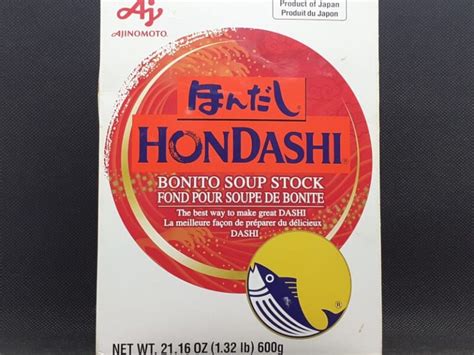 Aj
AJINOMOTO®
Product of Japan
Produit du Japon
ほんだし®
HONDASHI®
BONITO SOUP STOCK
FOND POUR SOUPE DE BONITE
The best way to make great DASHI
La meilleure façon de préparer du délicieux
DASHI
®
NET WT. 21.16 OZ (1.32 lb) 600g